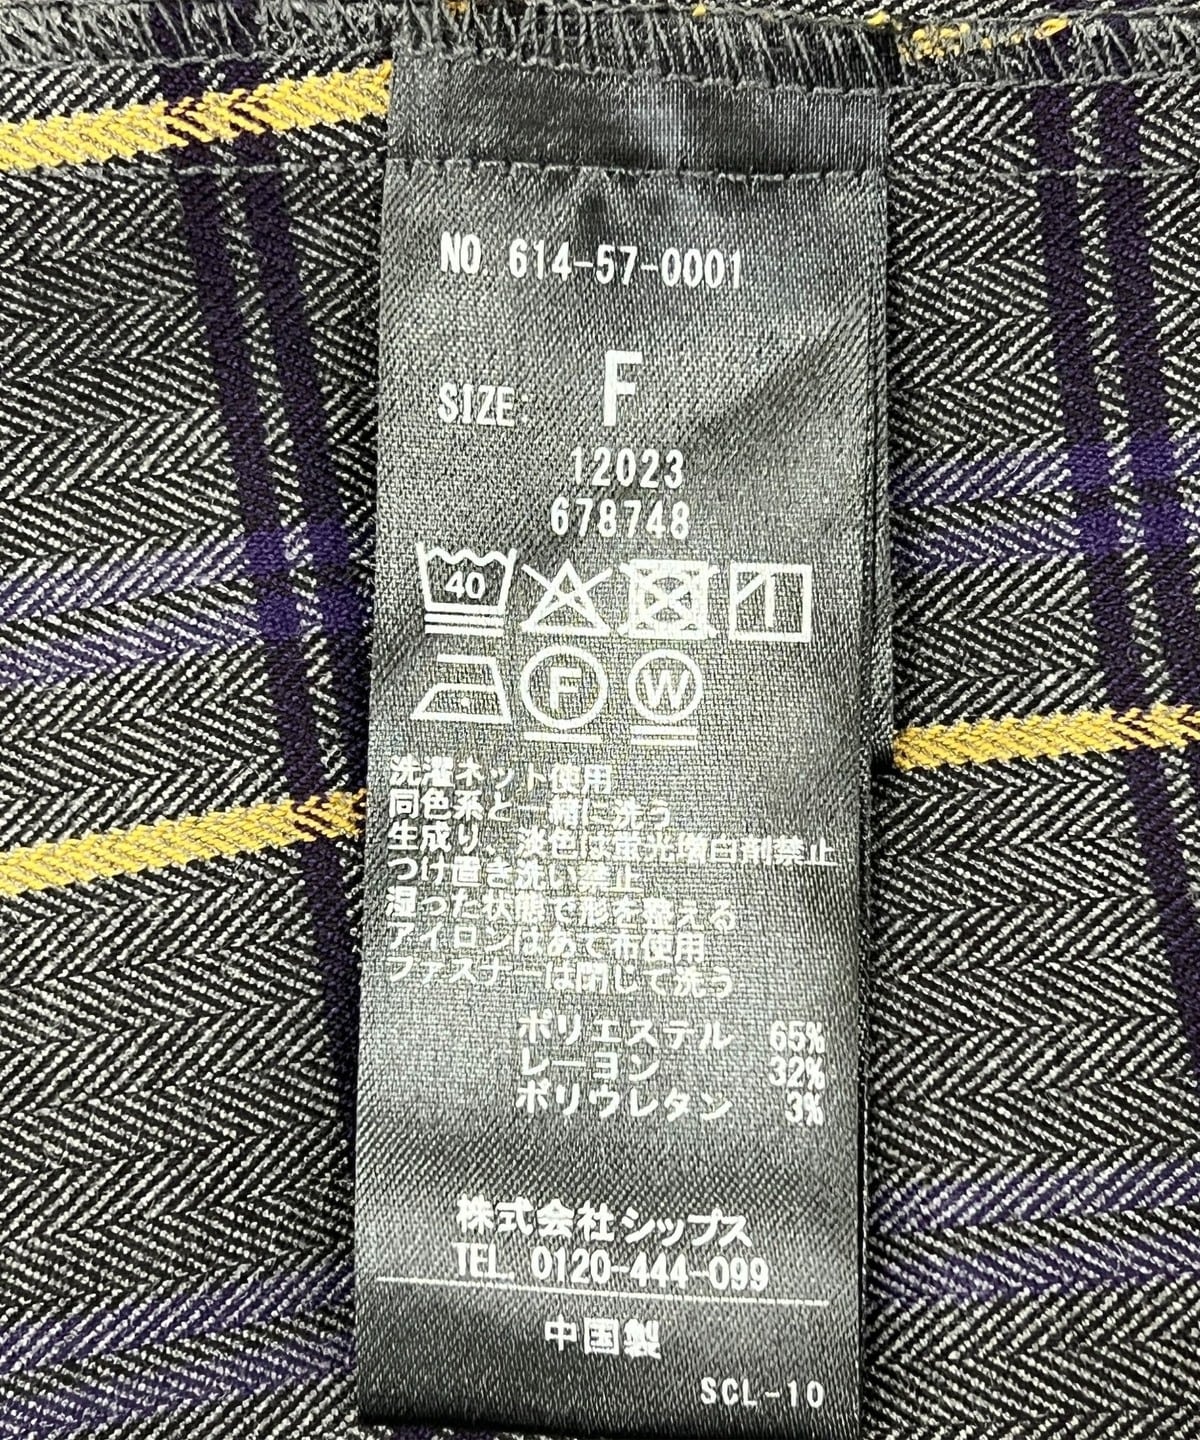 NO. 614-57-0001
SIZE: F
12023
678748
40
F W
洗濯ネット使用
同色系と一緒に洗う
生成り、淡色は蛍光増白剤禁止
つけ置き洗い禁止
湿った状態で形を整える
アイロンはあて布使用
ファスナーは閉じて洗う
ポリエステル 65%
レーヨン 32%
ポリウレタン 3%
株式会社シップス
TEL. 0120-444-099
中国製
SCL-10